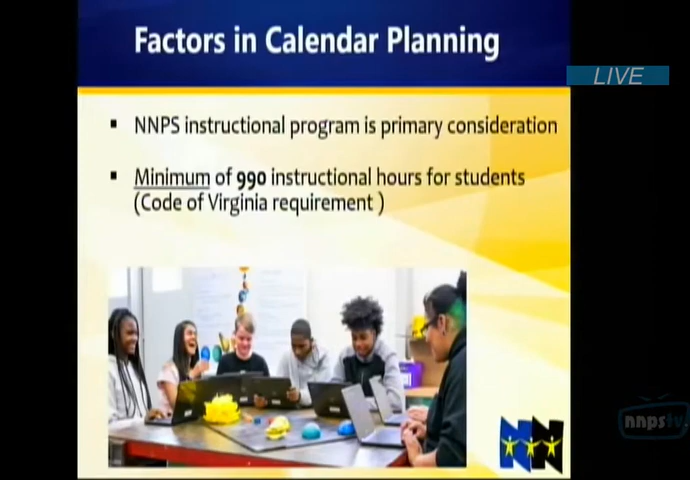 Factors in Calendar Planning
LIVE
▪ NNPS instructional program is primary consideration
▪ Minimum of 990 instructional hours for students
(Code of Virginia requirement )
nnpstv
NN